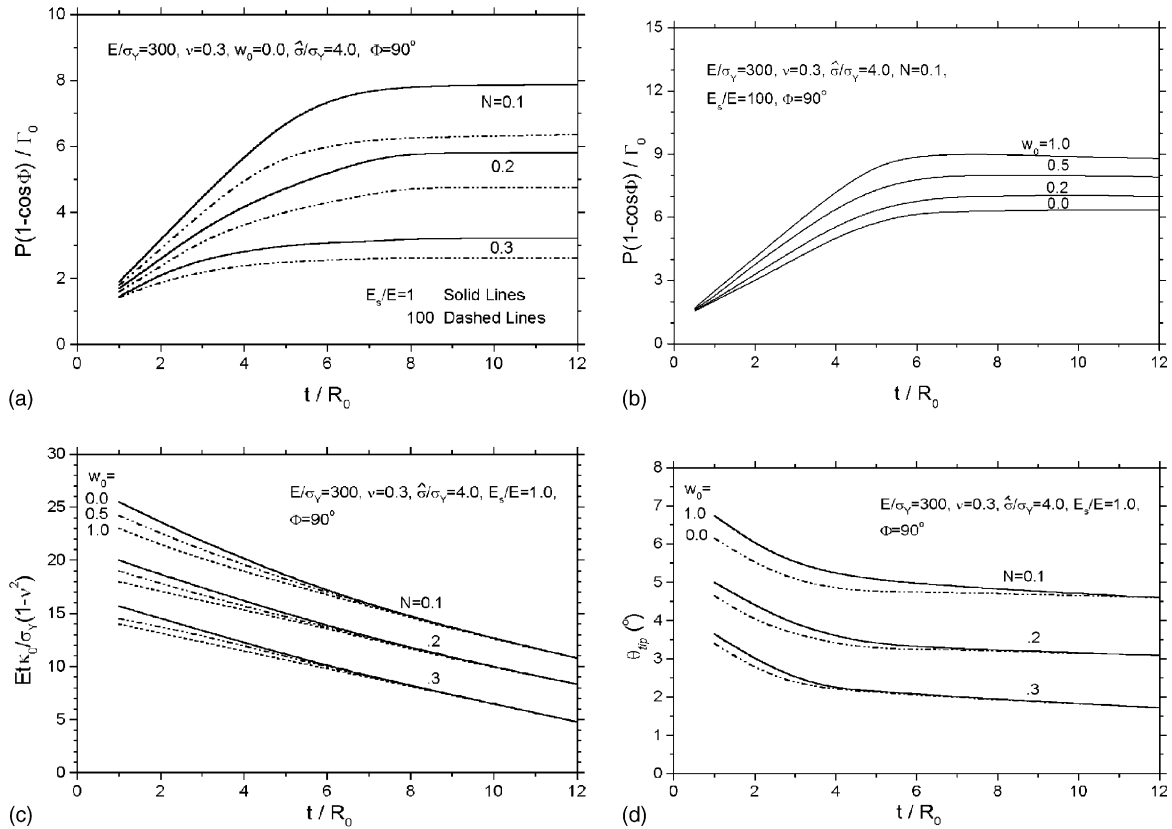 10
8
6
4
2
0
E/σY=300, ν=0.3, w0=0.0, σ̂/σY=4.0, Φ=90°
N=0.1
0.2
0.3
Es/E=1 Solid Lines
100 Dashed Lines
P(1-cosΦ) / Γ0
0 2 4 6 8 10 12
t / R0
(a)
15
12
9
6
3
0
E/σY=300, ν=0.3, σ̂/σY=4.0, N=0.1,
Es/E=100, Φ=90°
w0=1.0
0.5
0.2
0.0
P(1-cosΦ) / Γ0
0 2 4 6 8 10 12
t / R0
(b)
30
25
20
15
10
5
0
w0=
0.0
0.5
1.0
E/σY=300, ν=0.3, σ̂/σY=4.0, Es/E=1.0,
Φ=90°
N=0.1
.2
.3
Etκ0/σY(1-ν²)
0 2 4 6 8 10 12
t / R0
(c)
8
7
6
5
4
3
2
1
0
w0=
1.0
0.0
E/σY=300, ν=0.3, σ̂/σY=4.0, Es/E=1.0,
Φ=90°
N=0.1
.2
.3
θtip (°)
0 2 4 6 8 10 12
t / R0
(d)